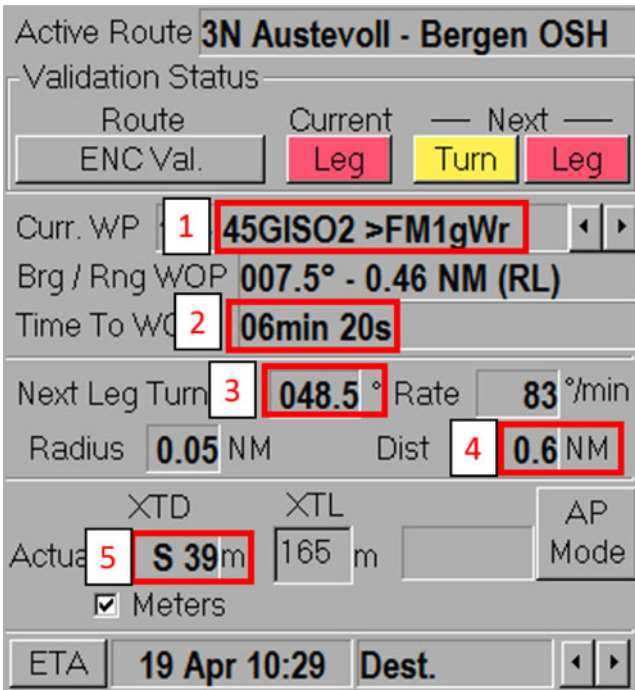 Active Route 3N Austevoll - Bergen OSH
Validation Status
Route Current — Next —
ENC Val. Leg Turn Leg
Curr. WP 1 45GISO2 >FM1gWr
Brg / Rng WOP 007.5° - 0.46 NM (RL)
Time To 2 06min 20s
Next Leg Turn 3 048.5 ° Rate 83 °/min
Radius 0.05 NM Dist 4 0.6 NM
XTD XTL AP
5 S 39m 165 m Mode
Meters
ETA 19 Apr 10:29 Dest.